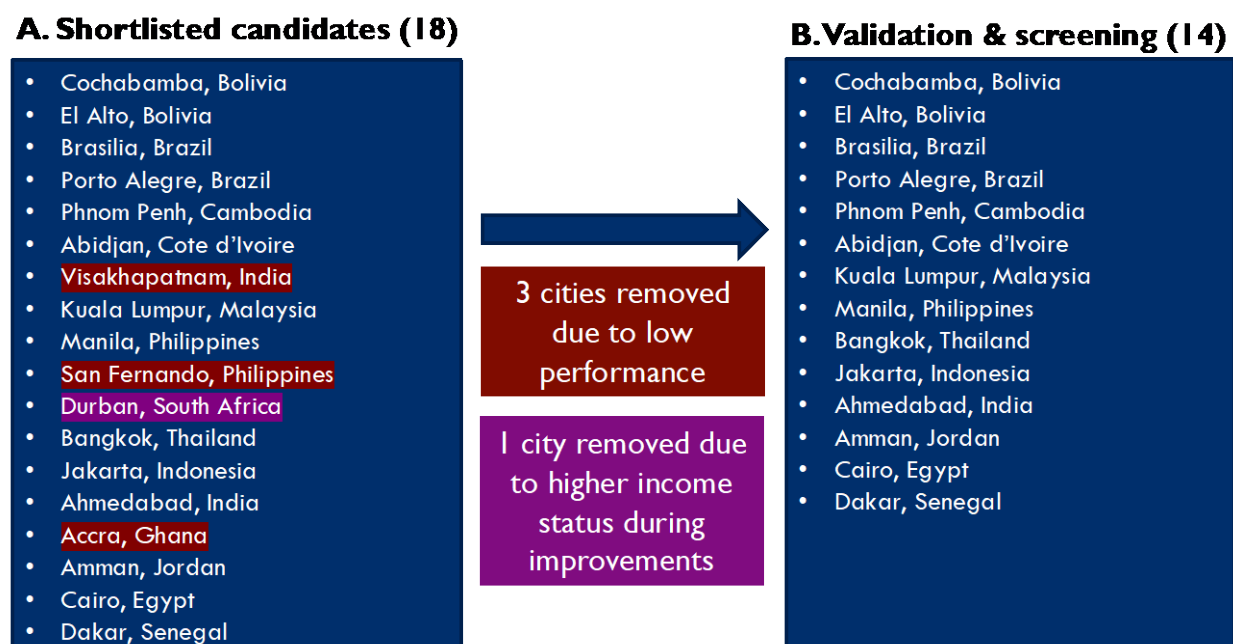 A. Shortlisted candidates (18)
• Cochabamba, Bolivia
• El Alto, Bolivia
• Brasilia, Brazil
• Porto Alegre, Brazil
• Phnom Penh, Cambodia
• Abidjan, Cote d’Ivoire
• Visakhapatnam, India
• Kuala Lumpur, Malaysia
• Manila, Philippines
• San Fernando, Philippines
• Durban, South Africa
• Bangkok, Thailand
• Jakarta, Indonesia
• Ahmedabad, India
• Accra, Ghana
• Amman, Jordan
• Cairo, Egypt
• Dakar, Senegal
3 cities removed
due to low
performance
1 city removed due
to higher income
status during
improvements
B. Validation & screening (14)
• Cochabamba, Bolivia
• El Alto, Bolivia
• Brasilia, Brazil
• Porto Alegre, Brazil
• Phnom Penh, Cambodia
• Abidjan, Cote d’Ivoire
• Kuala Lumpur, Malaysia
• Manila, Philippines
• Bangkok, Thailand
• Jakarta, Indonesia
• Ahmedabad, India
• Amman, Jordan
• Cairo, Egypt
• Dakar, Senegal